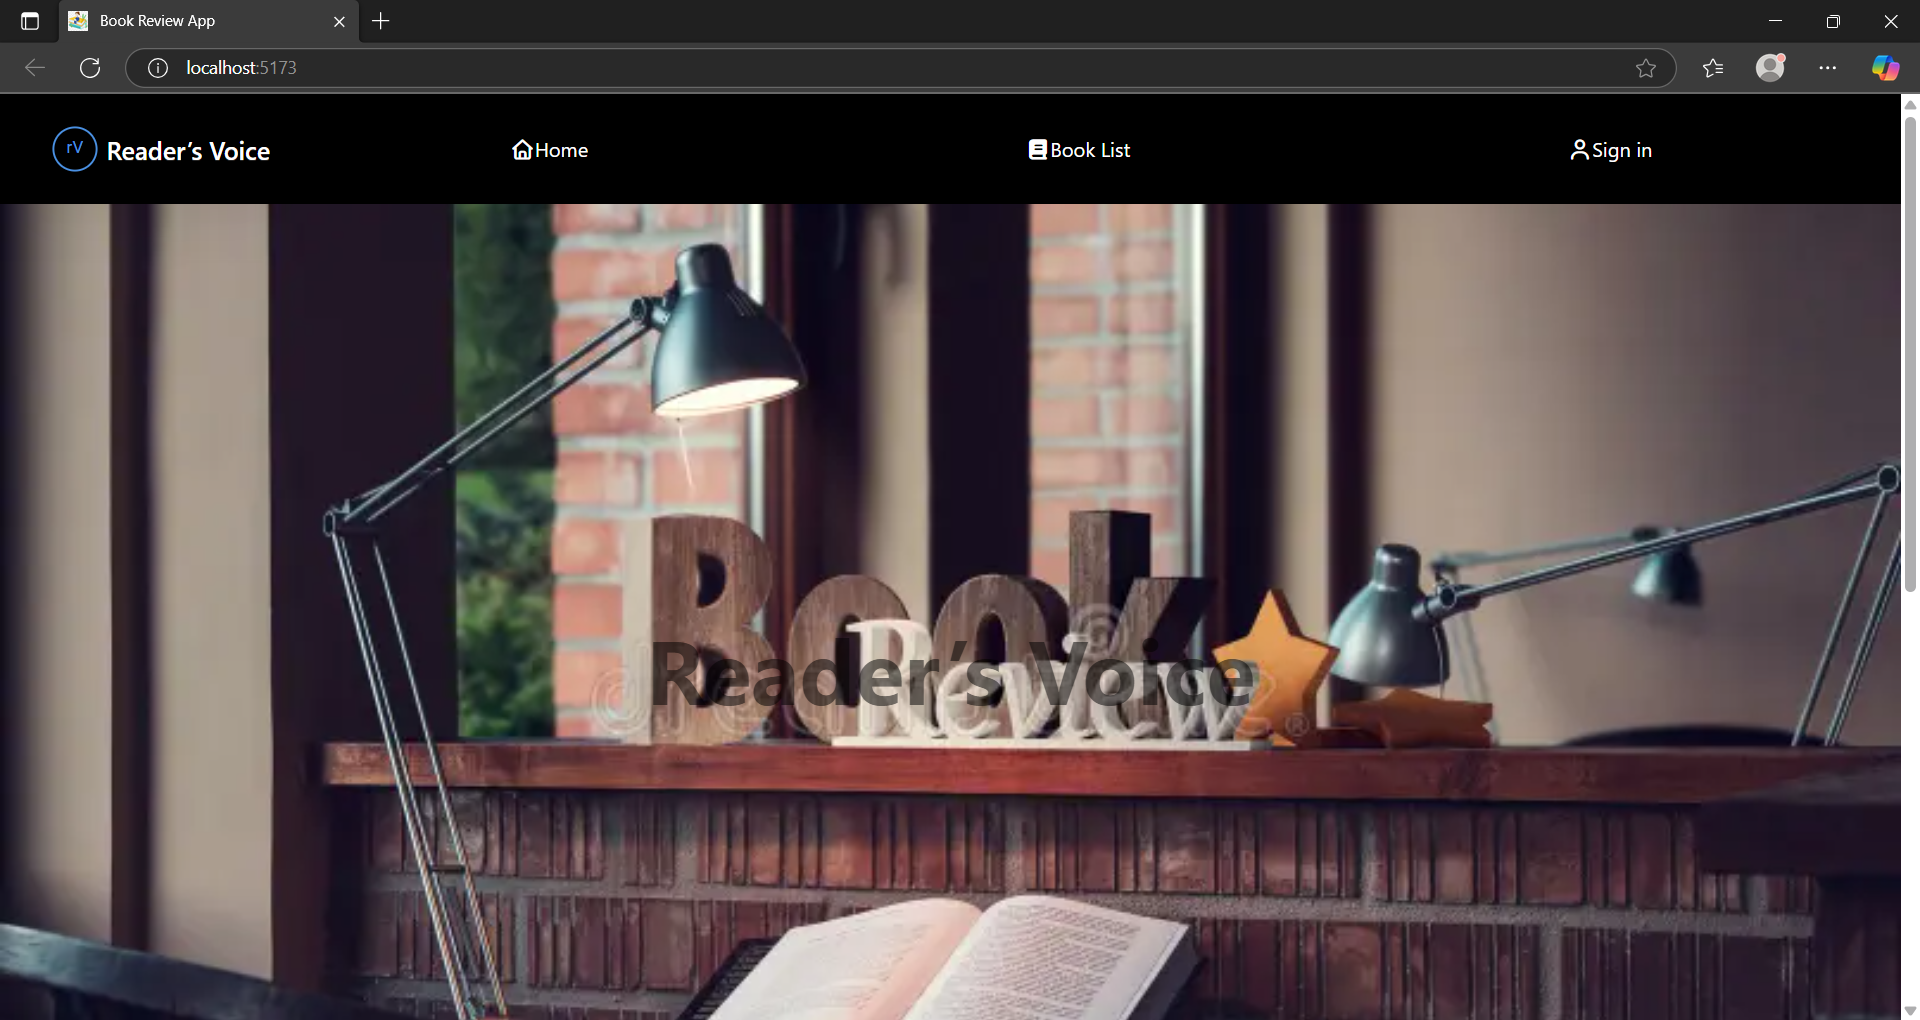 Book Review App
localhost:5173
rV Reader’s Voice
Home
Book List
Sign in
Book
Reader’s Voice
Review
®